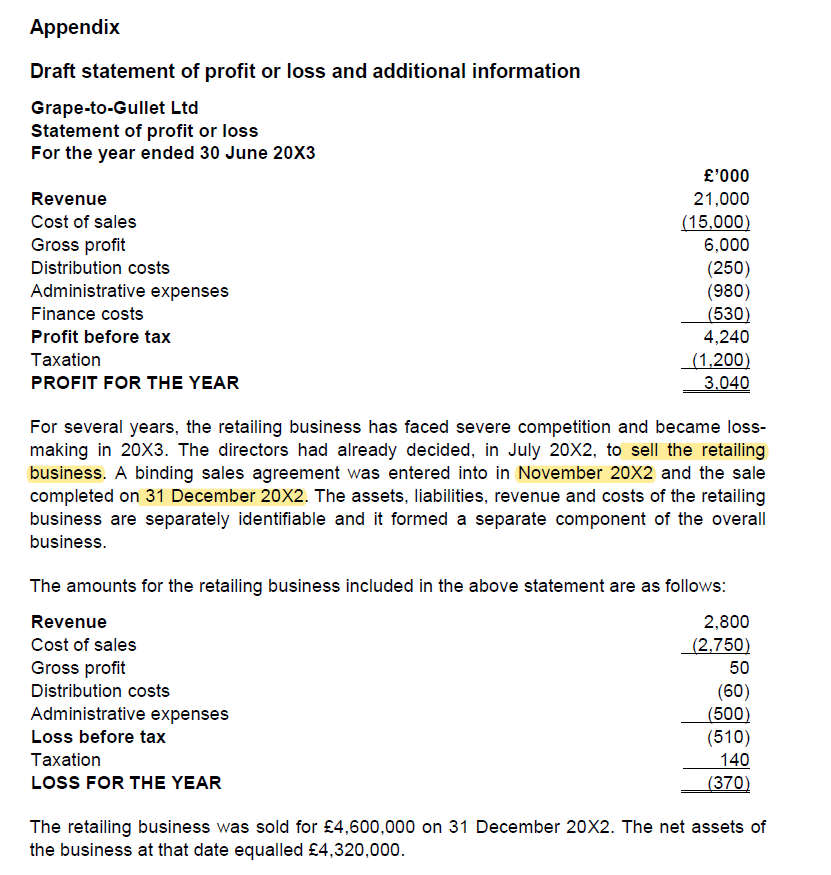 Appendix
Draft statement of profit or loss and additional information
Grape-to-Gullet Ltd
Statement of profit or loss
For the year ended 30 June 20X3
£’000
Revenue 21,000
Cost of sales (15,000)
Gross profit 6,000
Distribution costs (250)
Administrative expenses (980)
Finance costs (530)
Profit before tax 4,240
Taxation (1,200)
PROFIT FOR THE YEAR 3,040
For several years, the retailing business has faced severe competition and became loss-
making in 20X3. The directors had already decided, in July 20X2, to sell the retailing
business. A binding sales agreement was entered into in November 20X2 and the sale
completed on 31 December 20X2. The assets, liabilities, revenue and costs of the retailing
business are separately identifiable and it formed a separate component of the overall
business.
The amounts for the retailing business included in the above statement are as follows:
Revenue 2,800
Cost of sales (2,750)
Gross profit 50
Distribution costs (60)
Administrative expenses (500)
Loss before tax (510)
Taxation 140
LOSS FOR THE YEAR (370)
The retailing business was sold for £4,600,000 on 31 December 20X2. The net assets of
the business at that date equalled £4,320,000.